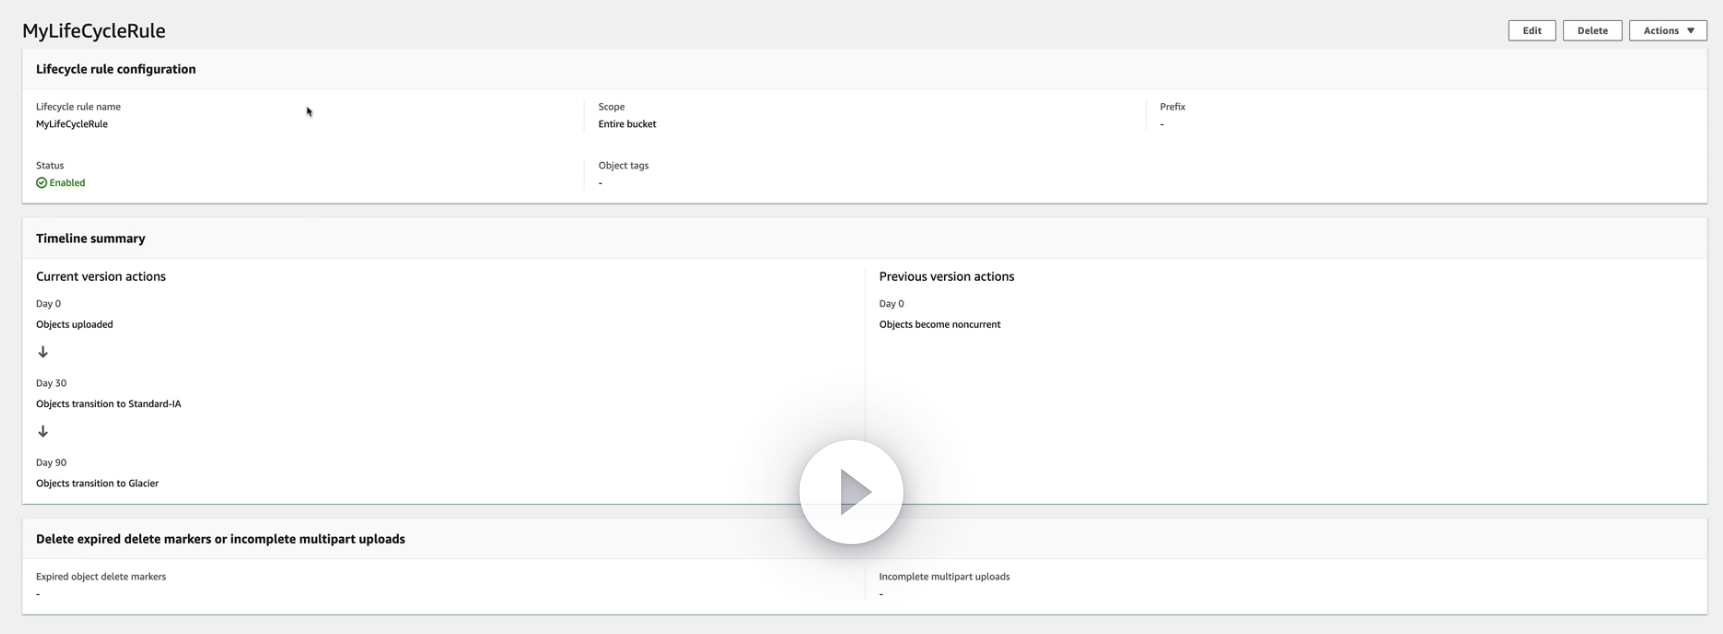 MyLifeCycleRule
Edit
Delete
Actions
Lifecycle rule configuration
Lifecycle rule name
MyLifeCycleRule
Scope
Entire bucket
Prefix
-
Status
Enabled
Object tags
-
Timeline summary
Current version actions
Day 0
Objects uploaded
Day 30
Objects transition to Standard-IA
Day 90
Objects transition to Glacier
Previous version actions
Day 0
Objects become noncurrent
Delete expired delete markers or incomplete multipart uploads
Expired object delete markers
-
Incomplete multipart uploads
-